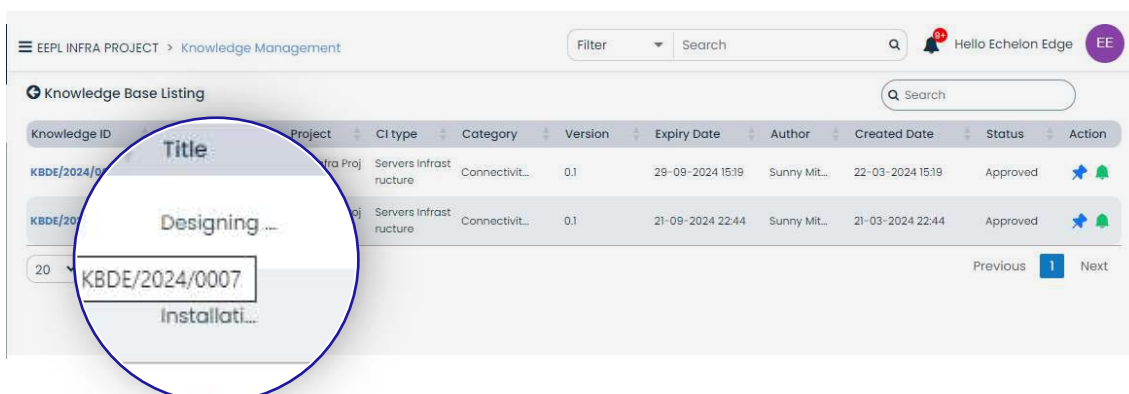 EEPL INFRA PROJECT > Knowledge Management Filter Search 9+ Hello Echelon Edge EE
Knowledge Base Listing Search
Knowledge ID Title Project CI type Category Version Expiry Date Author Created Date Status Action
KBDE/2024/0 Designing ... fra Proj Servers Infrast Connectivit... 0.1 29-09-2024 15:19 Sunny Mit... 22-03-2024 15:19 Approved
ructure
KBDE/202 Installati... oj Servers Infrast Connectivit... 0.1 21-09-2024 22:44 Sunny Mit... 21-03-2024 22:44 Approved
ructure
KBDE/2024/0007
20 Previous 1 Next